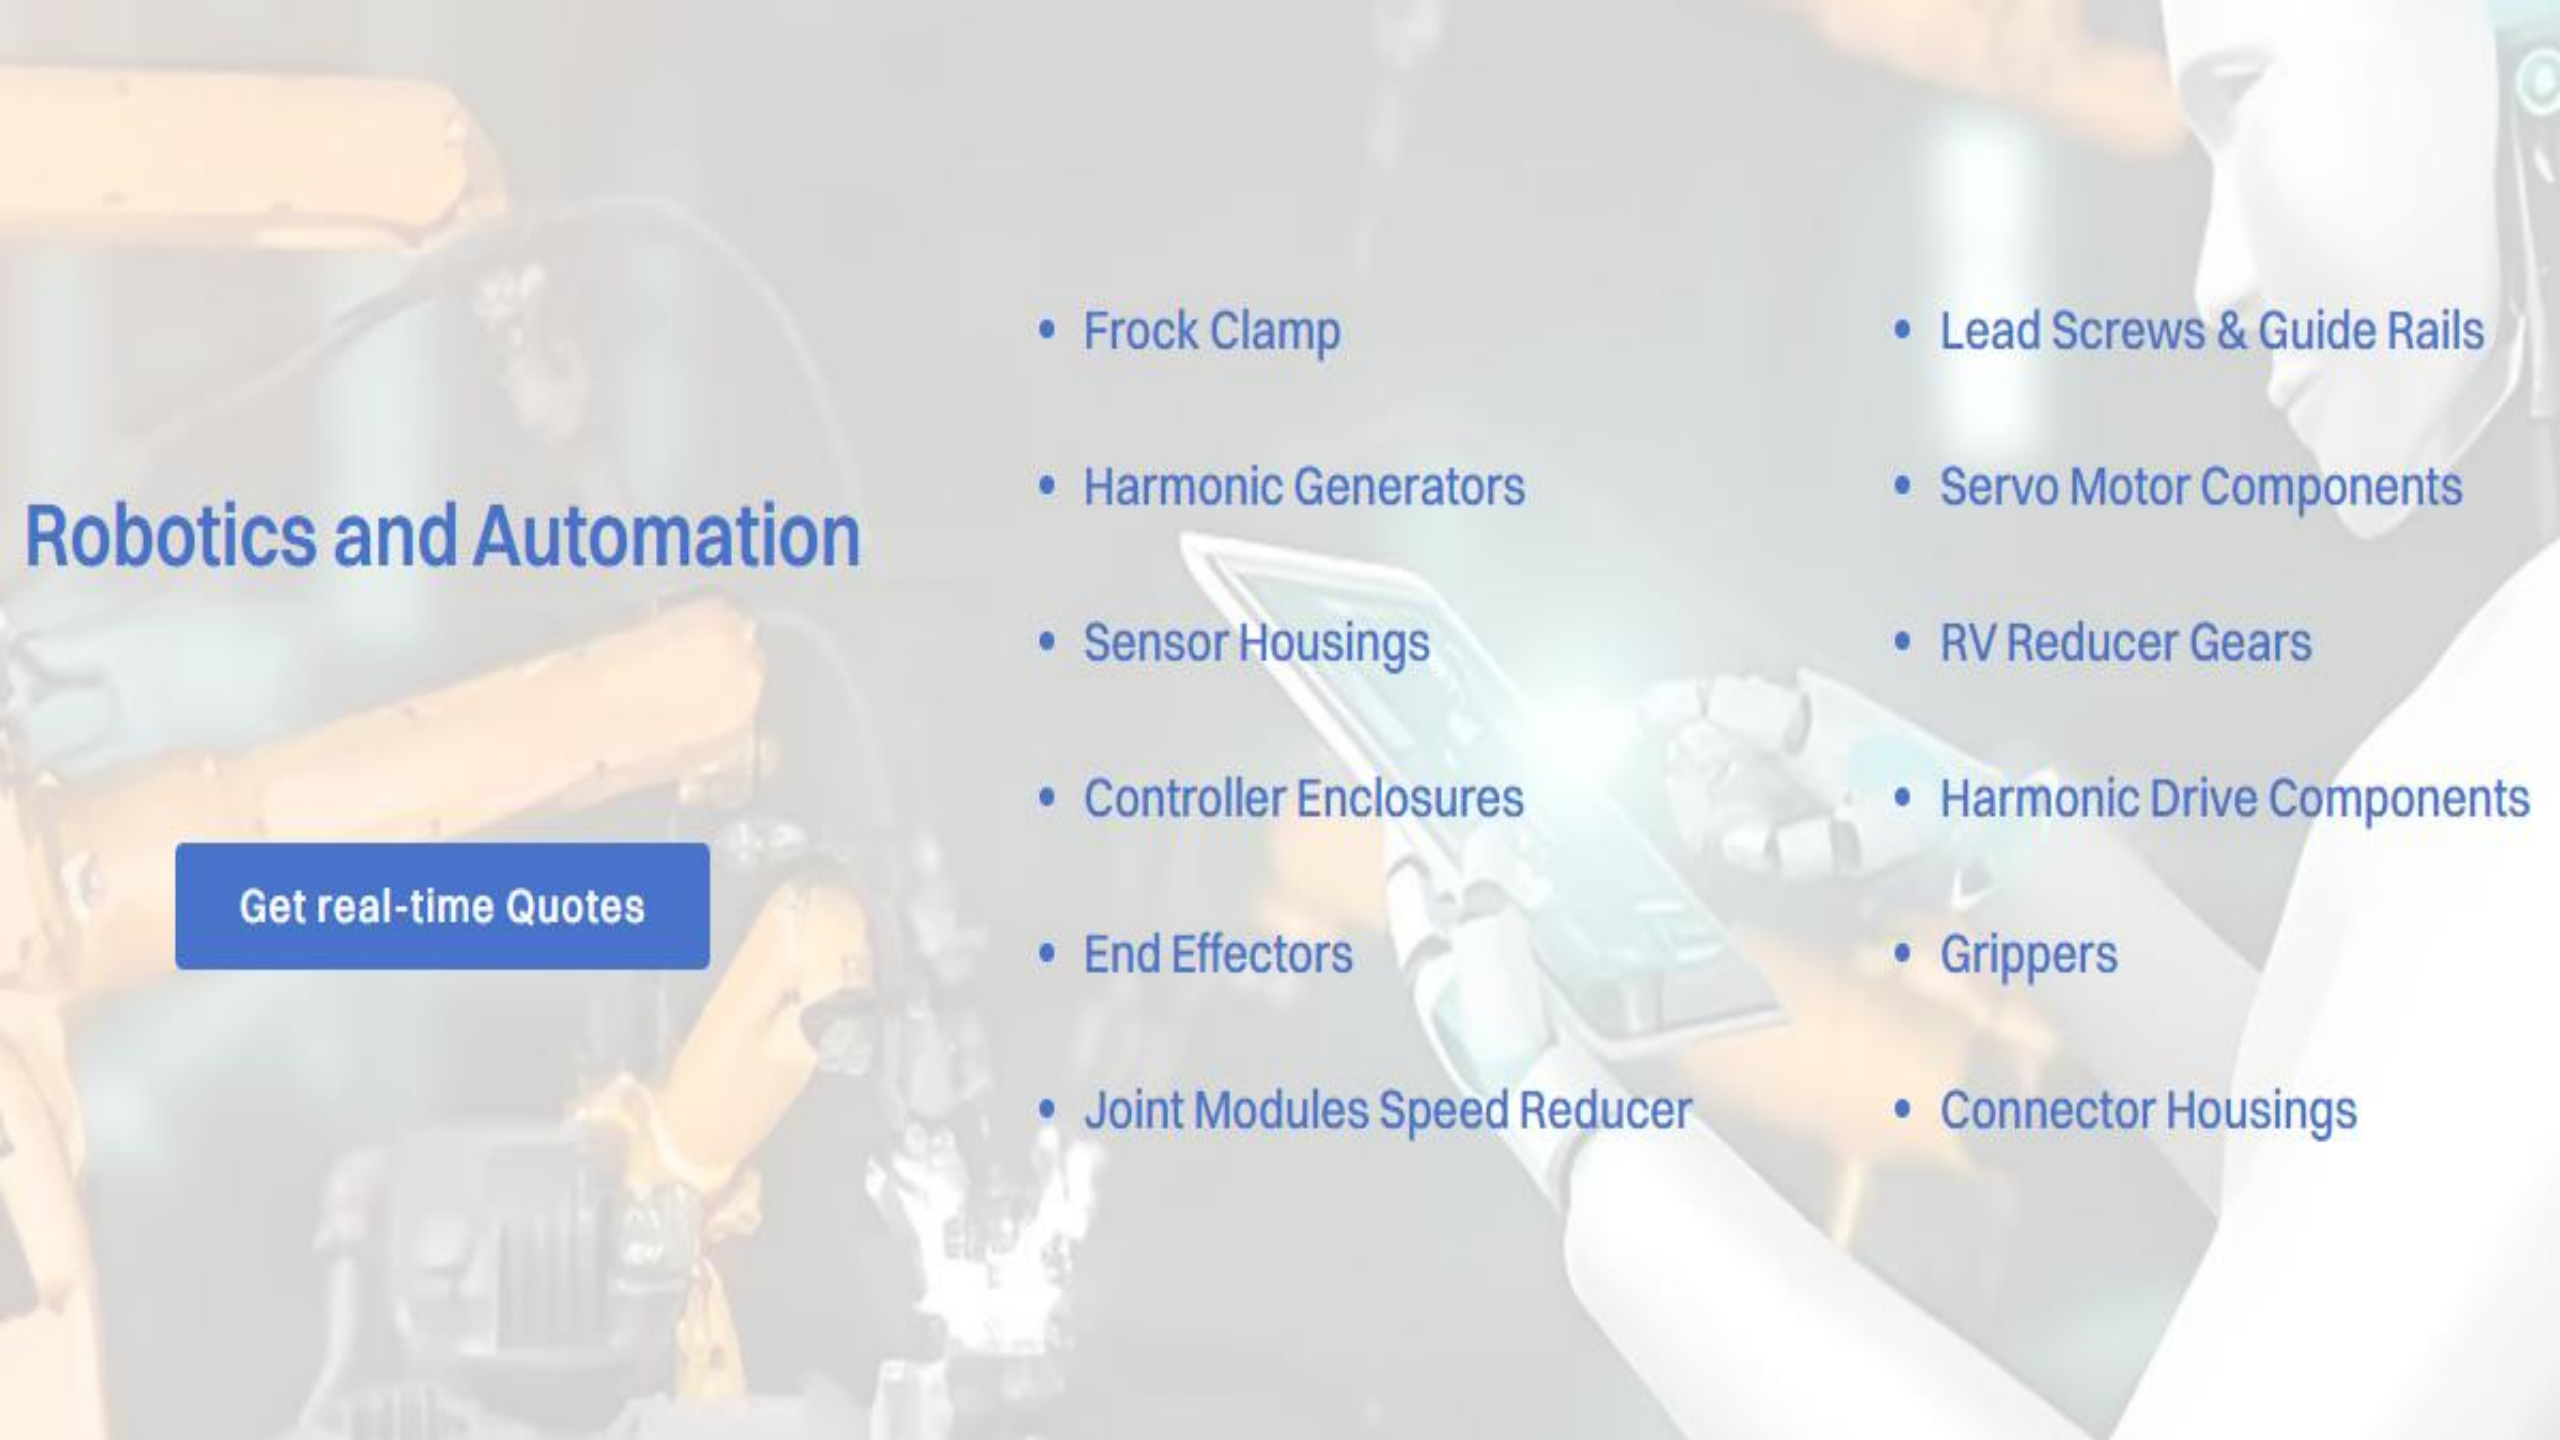 Robotics and Automation
Get real-time Quotes
• Frock Clamp
• Harmonic Generators
• Sensor Housings
• Controller Enclosures
• End Effectors
• Joint Modules Speed Reducer
• Lead Screws & Guide Rails
• Servo Motor Components
• RV Reducer Gears
• Harmonic Drive Components
• Grippers
• Connector Housings